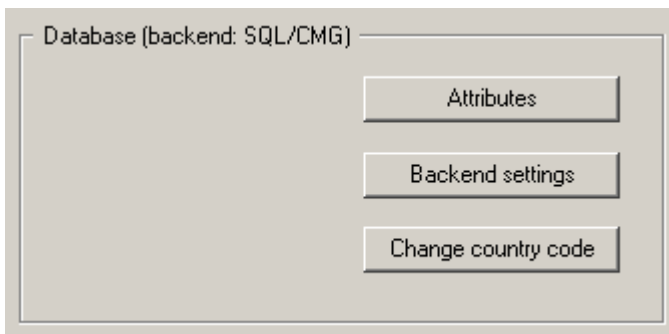 Database (backend: SQL/CMG)
Attributes
Backend settings
Change country code